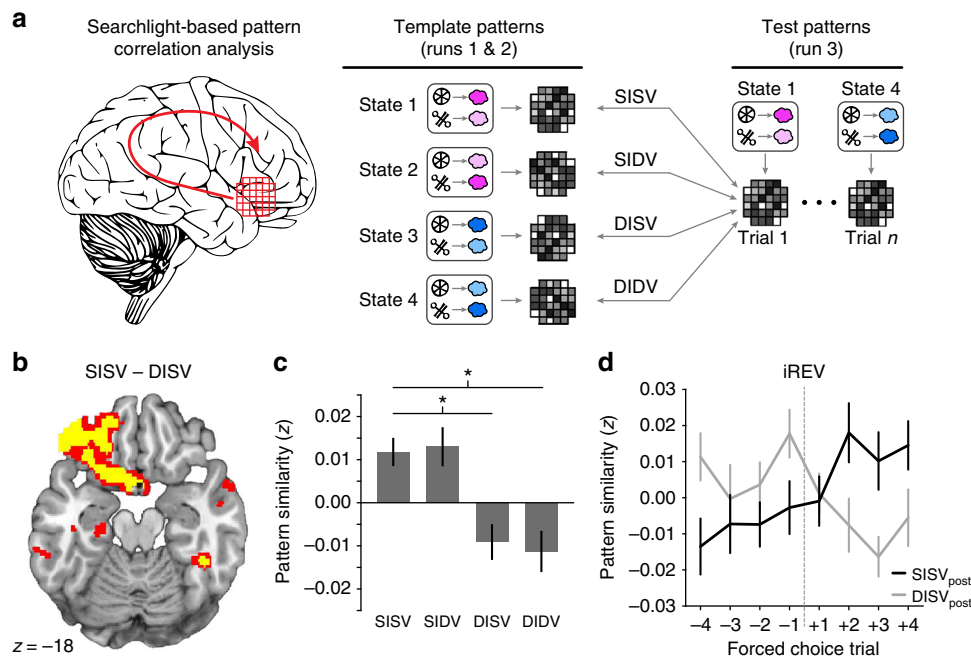 a
Searchlight-based pattern
correlation analysis
Template patterns
(runs 1 & 2)
Test patterns
(run 3)
State 1
State 2
State 3
State 4
SISV
SIDV
DISV
DIDV
State 1
State 4
Trial 1
Trial n
b
SISV – DISV
z = –18
c
*
*
Pattern similarity (z)
0.02
0.01
0.00
–0.01
–0.02
SISV
SIDV
DISV
DIDV
d
iREV
Pattern similarity (z)
0.03
0.02
0.01
0.00
–0.01
–0.02
–0.03
SISVpost
DISVpost
–4
–3
–2
–1
+1
+2
+3
+4
Forced choice trial